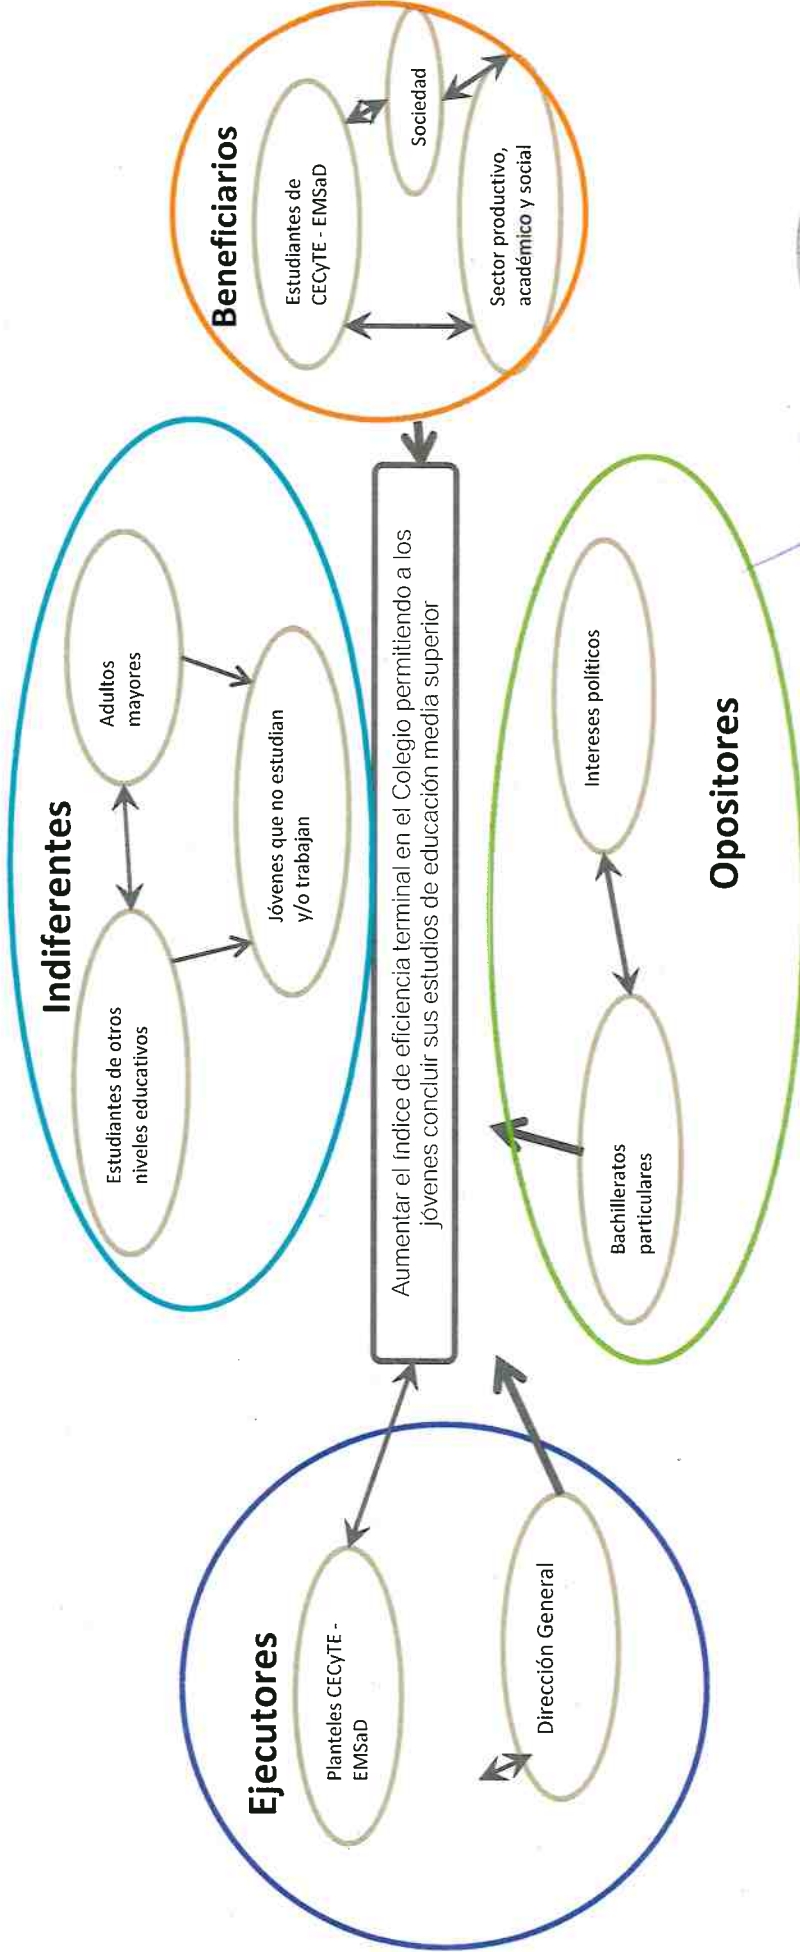 Indiferentes
Estudiantes de otros
niveles educativos
Adultos
mayores
Jóvenes que no estudian
y/o trabajan
Ejecutores
Planteles CECyTE -
EMSaD
Dirección General
Aumentar el índice de eficiencia terminal en el Colegio permitiendo a los
jóvenes concluir sus estudios de educación media superior
Beneficiarios
Estudiantes de
CECyTE - EMSaD
Sociedad
Sector productivo,
académico y social
Bachilleratos
particulares
Intereses políticos
Opositores